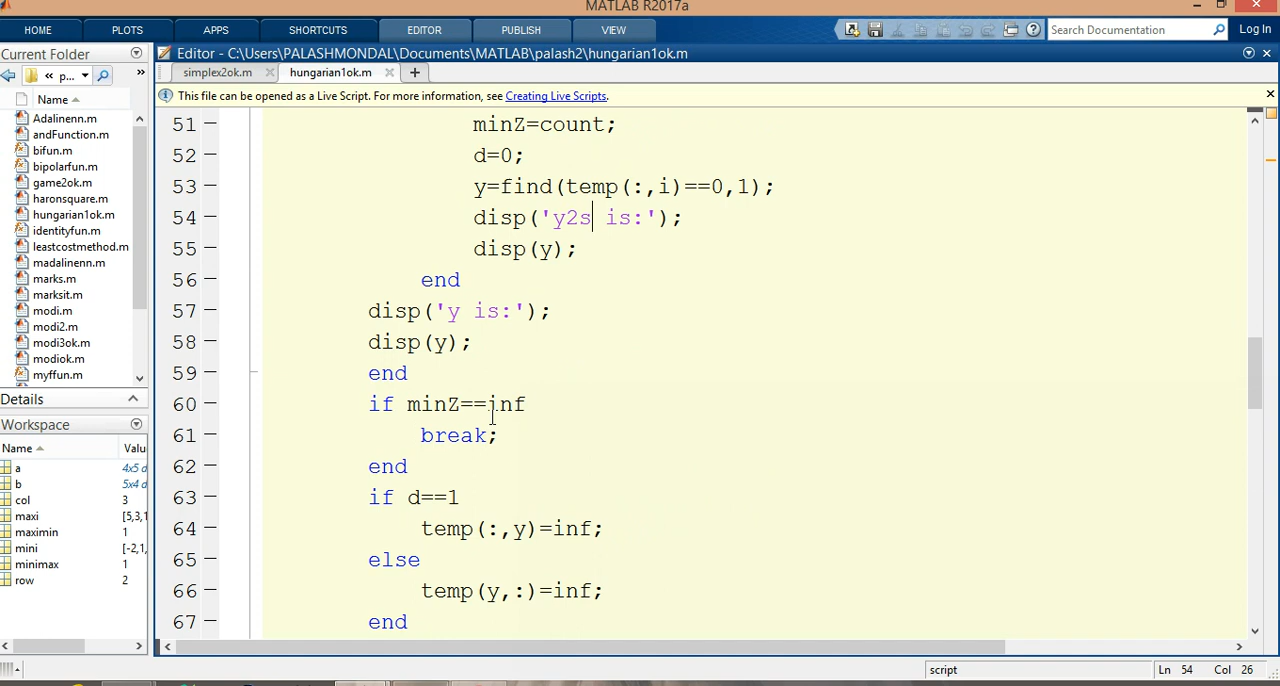 MATLAB R2017a
HOME PLOTS APPS SHORTCUTS EDITOR PUBLISH VIEW Search Documentation Log In
Current Folder
« p... »
Name
Adalinenn.m
andFunction.m
bifun.m
bipolarfun.m
game2ok.m
haronsquare.m
hungarian1ok.m
identityfun.m
leastcostmethod.m
madalinenn.m
marks.m
marksit.m
modi.m
modi2.m
modi3ok.m
modiok.m
myffun.m
Details
Workspace
Name Valu
a 4x5 d
b 5x4 d
col 3
maxi [5,3,1
maximin 1
mini [-2,1,
minimax 1
row 2
Editor - C:\Users\PALASHMONDAL\Documents\MATLAB\palash2\hungarian1ok.m
simplex2ok.m hungarian1ok.m
This file can be opened as a Live Script. For more information, see Creating Live Scripts.
51 minZ=count;
52 d=0;
53 y=find(temp(:,i)==0,1);
54 disp('y2s is:');
55 disp(y);
56 end
57 disp('y is:');
58 disp(y);
59 end
60 if minZ==inf
61 break;
62 end
63 if d==1
64 temp(:,y)=inf;
65 else
66 temp(y,:)=inf;
67 end
script Ln 54 Col 26